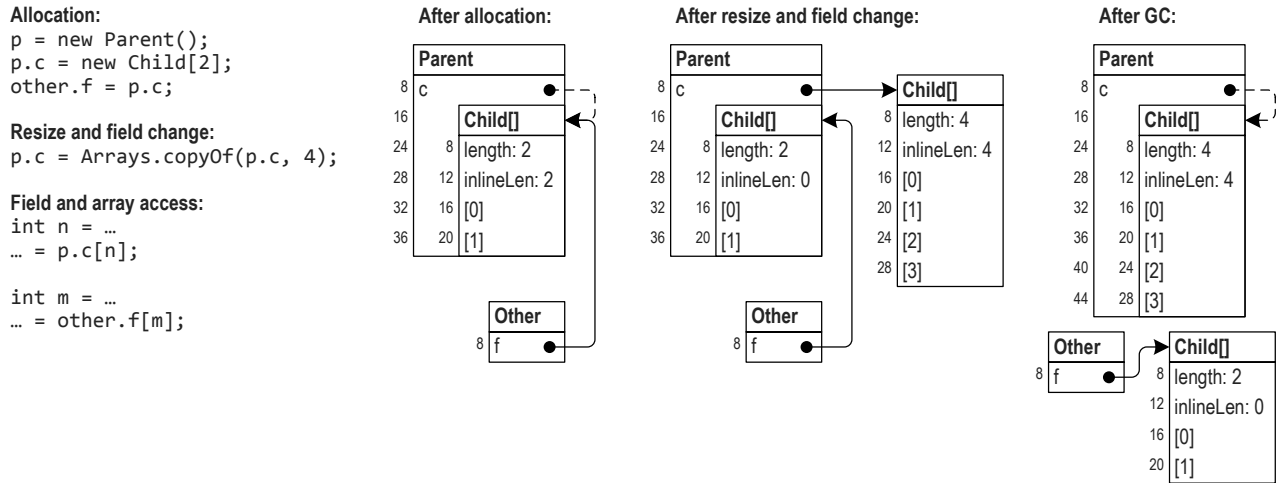 Allocation:
p = new Parent();
p.c = new Child[2];
other.f = p.c;
Resize and field change:
p.c = Arrays.copyOf(p.c, 4);
Field and array access:
int n = …
… = p.c[n];
int m = …
… = other.f[m];
After allocation:
Parent
8 c
16 Child[]
24 8 length: 2
28 12 inlineLen: 2
32 16 [0]
36 20 [1]
Other
8 f
After resize and field change:
Parent
8 c
16 Child[]
24 8 length: 2
28 12 inlineLen: 0
32 16 [0]
36 20 [1]
Child[]
8 length: 4
12 inlineLen: 4
16 [0]
20 [1]
24 [2]
28 [3]
Other
8 f
After GC:
Parent
8 c
16 Child[]
24 8 length: 4
28 12 inlineLen: 4
32 16 [0]
36 20 [1]
40 24 [2]
44 28 [3]
Other
8 f
Child[]
8 length: 2
12 inlineLen: 0
16 [0]
20 [1]